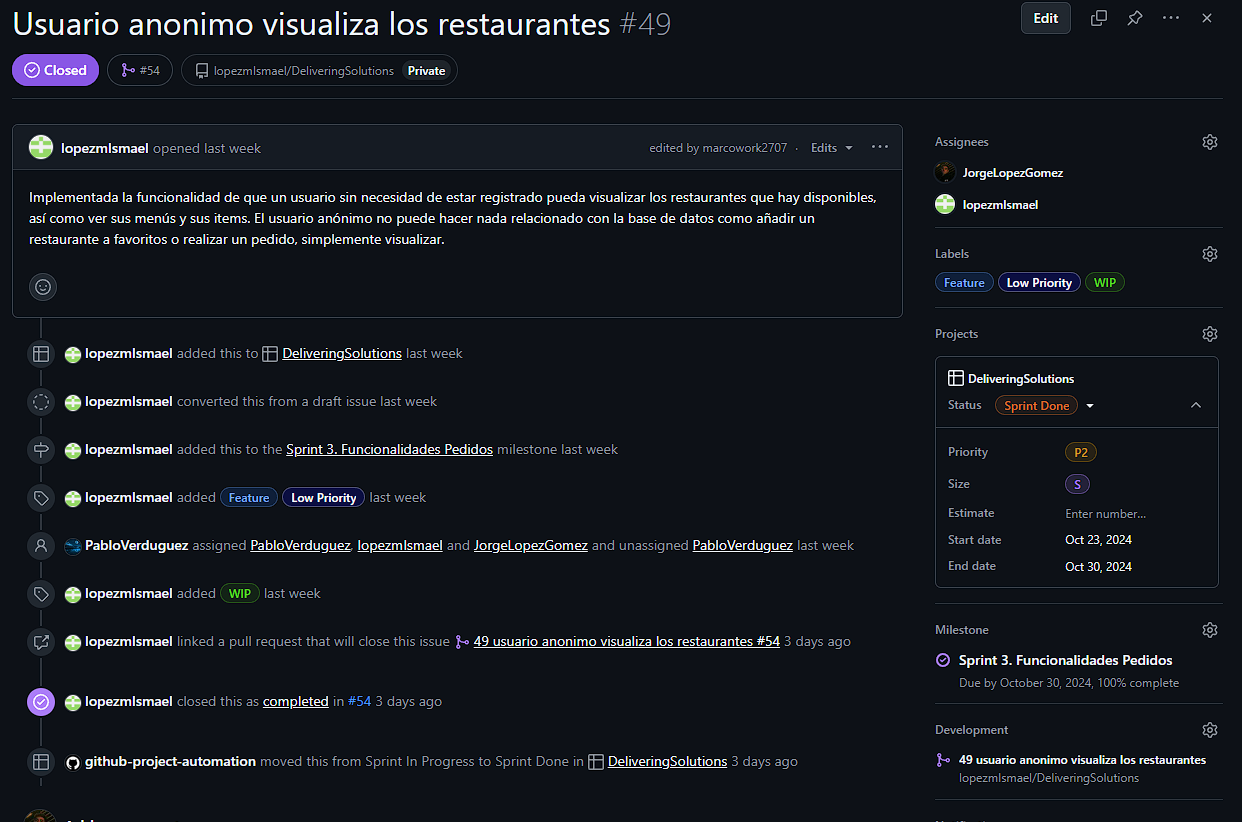 Usuario anonimo visualiza los restaurantes #49
Edit
Closed
#54
lopezmIsmael/DeliveringSolutions Private
lopezmIsmael opened last week
edited by marcowork2707 · Edits
Implementada la funcionalidad de que un usuario sin necesidad de estar registrado pueda visualizar los restaurantes que hay disponibles,
así como ver sus menús y sus items. El usuario anónimo no puede hacer nada relacionado con la base de datos como añadir un
restaurante a favoritos o realizar un pedido, simplemente visualizar.
lopezmIsmael added this to DeliveringSolutions last week
lopezmIsmael converted this from a draft issue last week
lopezmIsmael added this to the Sprint 3. Funcionalidades Pedidos milestone last week
lopezmIsmael added Feature Low Priority last week
PabloVerduguez assigned PabloVerduguez, lopezmIsmael and JorgeLopezGomez and unassigned PabloVerduguez last week
lopezmIsmael added WIP last week
lopezmIsmael linked a pull request that will close this issue 49 usuario anonimo visualiza los restaurantes #54 3 days ago
lopezmIsmael closed this as completed in #54 3 days ago
github-project-automation moved this from Sprint In Progress to Sprint Done in DeliveringSolutions 3 days ago
Assignees
JorgeLopezGomez
lopezmIsmael
Labels
Feature Low Priority WIP
Projects
DeliveringSolutions
Status Sprint Done
Priority P2
Size S
Estimate Enter number...
Start date Oct 23, 2024
End date Oct 30, 2024
Milestone
Sprint 3. Funcionalidades Pedidos
Due by October 30, 2024, 100% complete
Development
49 usuario anonimo visualiza los restaurantes
lopezmIsmael/DeliveringSolutions